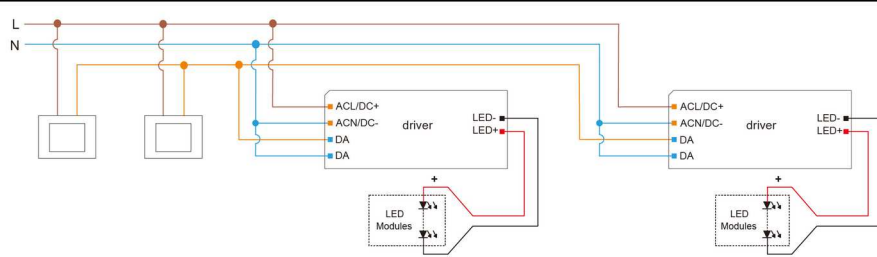 L
N
ACL/DC+
ACN/DC-
DA
DA
driver
LED-
LED+
ACL/DC+
ACN/DC-
DA
DA
driver
LED-
LED+
+
LED
Modules
+
LED
Modules